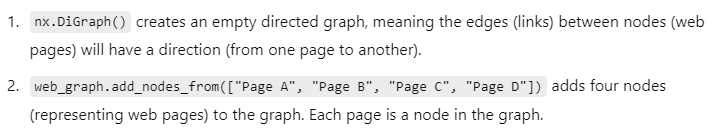 1. nx.DiGraph() creates an empty directed graph, meaning the edges (links) between nodes (web
pages) will have a direction (from one page to another).
2. web_graph.add_nodes_from(["Page A", "Page B", "Page C", "Page D"]) adds four nodes
(representing web pages) to the graph. Each page is a node in the graph.